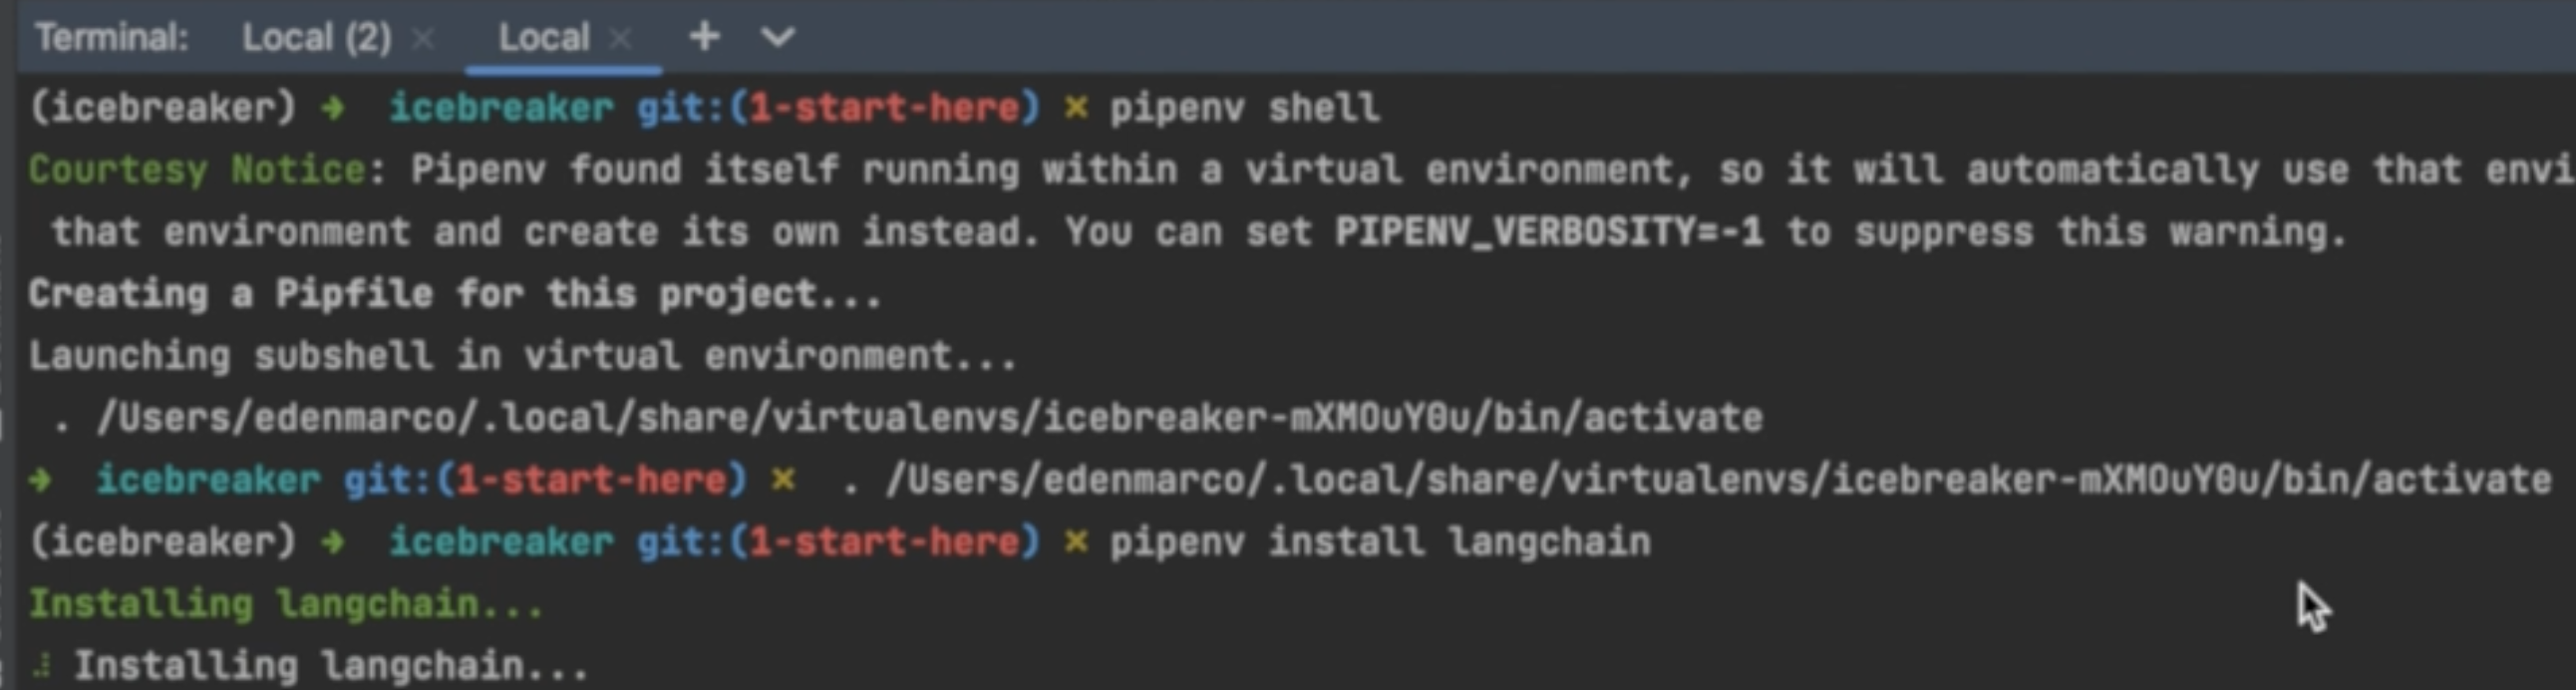 Terminal: Local (2) × Local × +
(icebreaker) ➜ icebreaker git:(1-start-here) × pipenv shell
Courtesy Notice: Pipenv found itself running within a virtual environment, so it will automatically use that envi
that environment and create its own instead. You can set PIPENV_VERBOSITY=-1 to suppress this warning.
Creating a Pipfile for this project...
Launching subshell in virtual environment...
. /Users/edenmarco/.local/share/virtualenvs/icebreaker-mXMOuY0u/bin/activate
➜ icebreaker git:(1-start-here) × . /Users/edenmarco/.local/share/virtualenvs/icebreaker-mXMOuY0u/bin/activate
(icebreaker) ➜ icebreaker git:(1-start-here) × pipenv install langchain
Installing langchain...
Installing langchain...